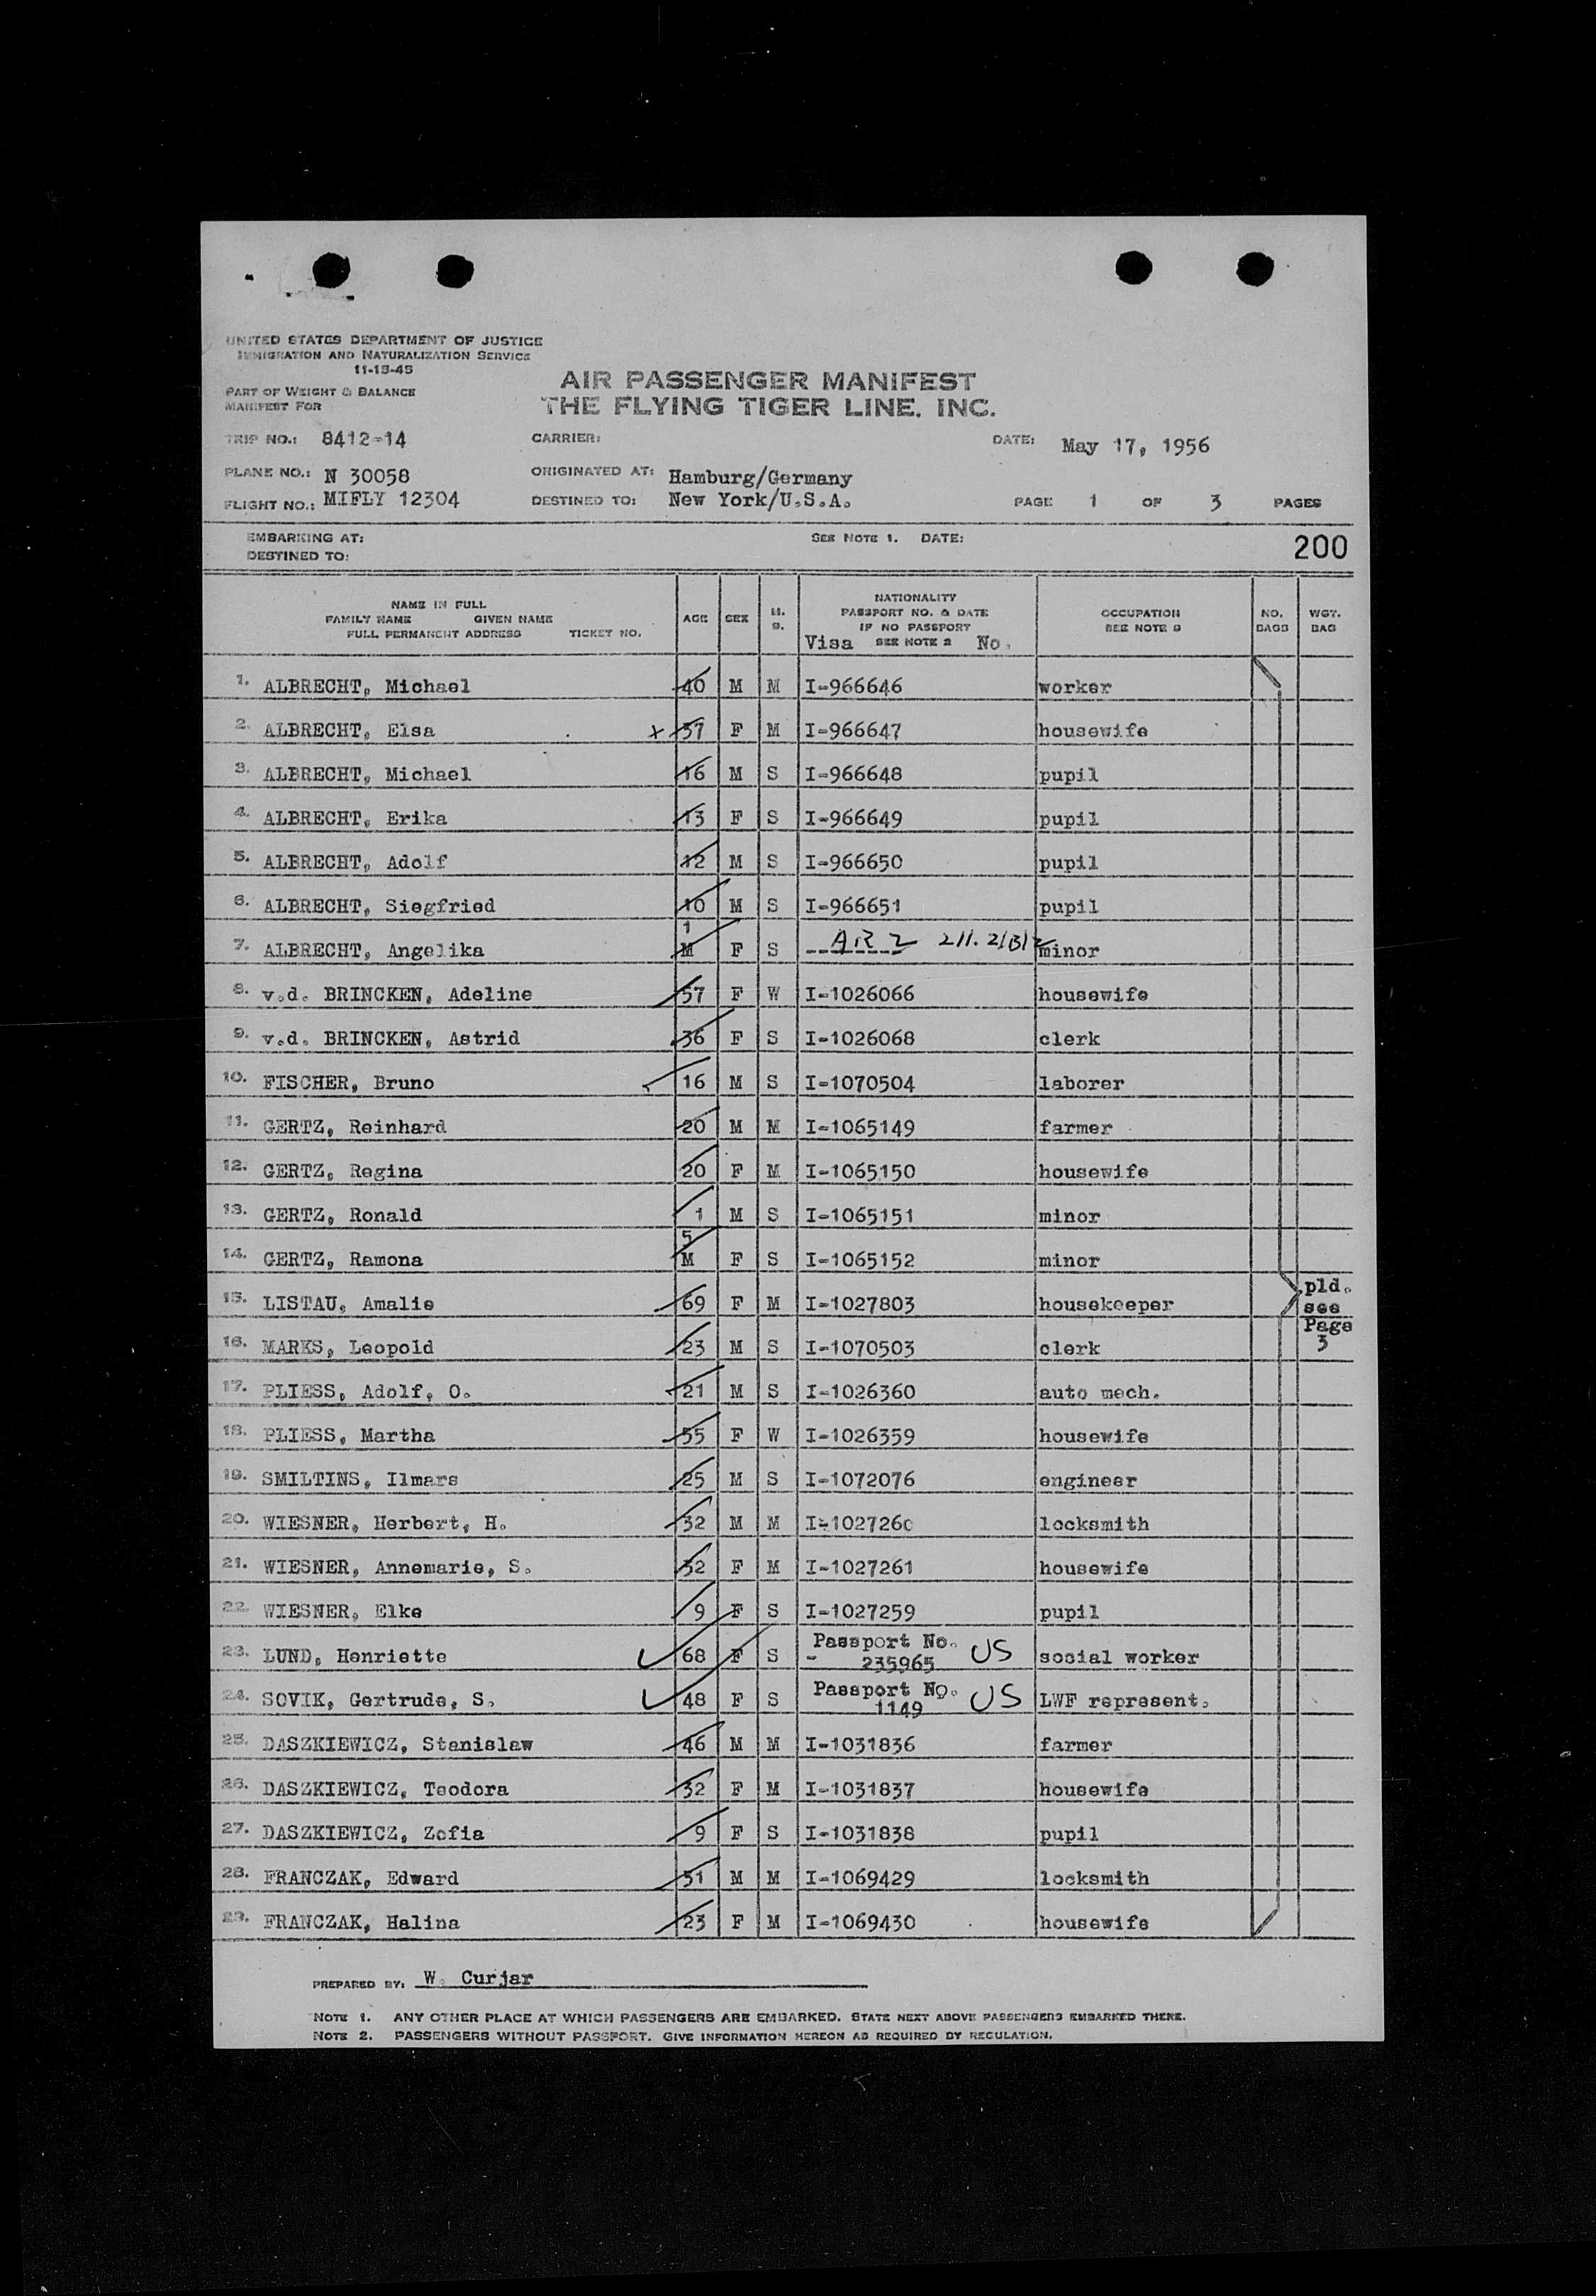 UNITED STATES DEPARTMENT OF JUSTICE
IMMIGRATION AND NATURALIZATION SERVICE
11-15-45
PART OF WEIGHT & BALANCE
MANIFEST FOR
AIR PASSENGER MANIFEST
THE FLYING TIGER LINE. INC.
TRIP NO.: 8412-14 CARRIER: DATE: May 17, 1956
PLANE NO.: N 30058 ORIGINATED AT: Hamburg/Germany
FLIGHT NO.: MIFLY 12304 DESTINED TO: New York/U.S.A. PAGE 1 OF 3 PAGES
EMBARKING AT: SEE NOTE 1. DATE: 200
DESTINED TO:
NAME IN FULL
FAMILY NAME GIVEN NAME
FULL PERMANENT ADDRESS TICKET NO.
AGE SEX M. S.
NATIONALITY
PASSPORT NO. & DATE
IF NO PASSPORT
Visa SEE NOTE 2 No.
OCCUPATION
SEE NOTE
NO. BAGS
WGT. BAG
1. ALBRECHT, Michael 40 M M I-966646 worker
2. ALBRECHT, Elsa x 37 F M I-966647 housewife
3. ALBRECHT, Michael 16 M S I-966648 pupil
4. ALBRECHT, Erika 13 F S I-966649 pupil
5. ALBRECHT, Adolf 12 M S I-966650 pupil
6. ALBRECHT, Siegfried 10 M S I-966651 pupil
7. ALBRECHT, Angelika 1 M F S ------- minor
8. v.d. BRINCKEN, Adeline 57 F W I-1026066 housewife
9. v.d. BRINCKEN, Astrid 36 F S I-1026068 clerk
10. FISCHER, Bruno 16 M S I-1070504 laborer
11. GERTZ, Reinhard 20 M M I-1065149 farmer
12. GERTZ, Regina 20 F M I-1065150 housewife
13. GERTZ, Ronald 1 M S I-1065151 minor
14. GERTZ, Ramona 5 M F S I-1065152 minor
15. LISTAU, Amalie 69 F M I-1027803 housekeeper pld. see
16. MARKS, Leopold 23 M S I-1070503 clerk Page 3
17. PLIESS, Adolf, O. 21 M S I-1026360 auto mech.
18. PLIESS, Martha 55 F W I-1026359 housewife
19. SMILTINS, Ilmars 25 M S I-1072076 engineer
20. WIESNER, Herbert, H. 32 M M I-1027260 locksmith
21. WIESNER, Annemarie, S. 32 F M I-1027261 housewife
22. WIESNER, Elke 9 F S I-1027259 pupil
23. LUND, Henriette 68 F S Passport No. 235965 US social worker
24. SOVIK, Gertrude, S. 48 F S Passport No. 1149 US LWF represent.
25. DASZKIEWICZ, Stanislaw 46 M M I-1031836 farmer
26. DASZKIEWICZ, Teodora 32 F M I-1031837 housewife
27. DASZKIEWICZ, Zofia 9 F S I-1031838 pupil
28. FRANCZAK, Edward 51 M M I-1069429 locksmith
29. FRANCZAK, Halina 23 F M I-1069430 housewife
PREPARED BY: W. Curjar
NOTE 1. ANY OTHER PLACE AT WHICH PASSENGERS ARE EMBARKED. STATE NEXT ABOVE PASSENGERS EMBARKED THERE.
NOTE 2. PASSENGERS WITHOUT PASSPORT. GIVE INFORMATION HEREON AS REQUIRED BY REGULATION.